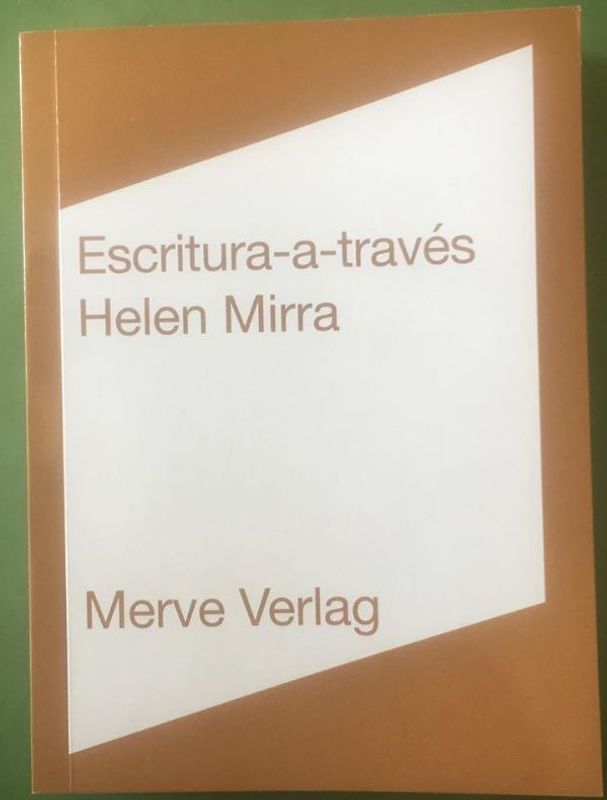 Escritura-a-través
Helen Mirra
Merve Verlag